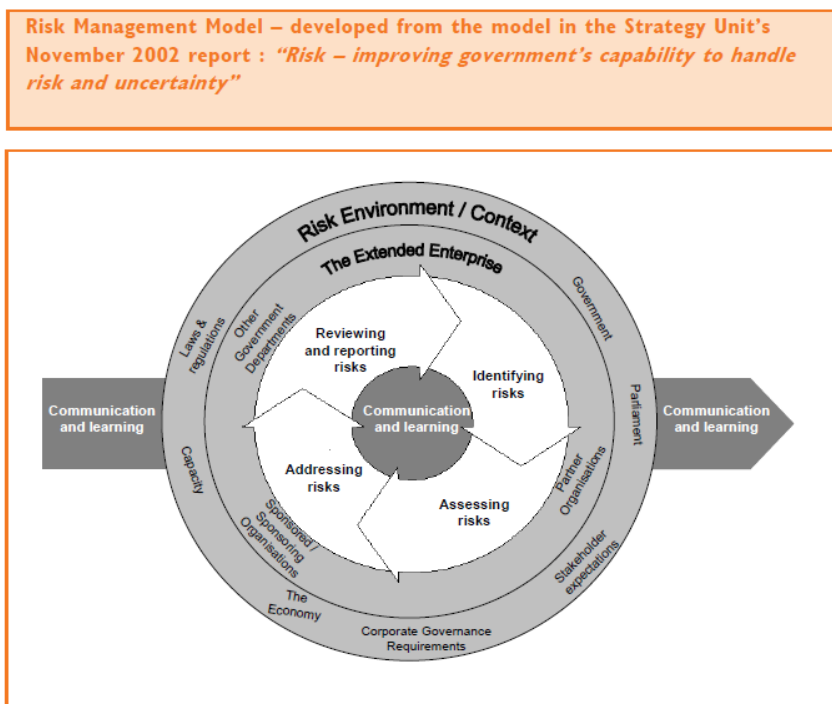 Risk Management Model – developed from the model in the Strategy Unit's
November 2002 report : "Risk – improving government's capability to handle
risk and uncertainty"
Risk Environment / Context
The Extended Enterprise
Government
Laws &
regulations
Other
Government
Departments
Reviewing
and reporting
risks
Identifying
risks
Communication
and learning
Communication
and learning
Communication
and learning
Parliament
Capacity
Addressing
risks
Assessing
risks
Partner
Organisations
Sponsored /
Sponsoring
Organisations
Stakeholder
expectations
The
Economy
Corporate Governance
Requirements